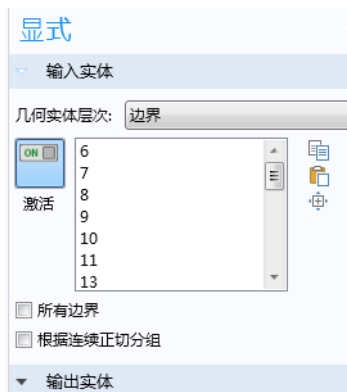 显式
输入实体
几何实体层次: 边界
ON
激活
6
7
8
9
10
11
13
所有边界
根据连续正切分组
输出实体